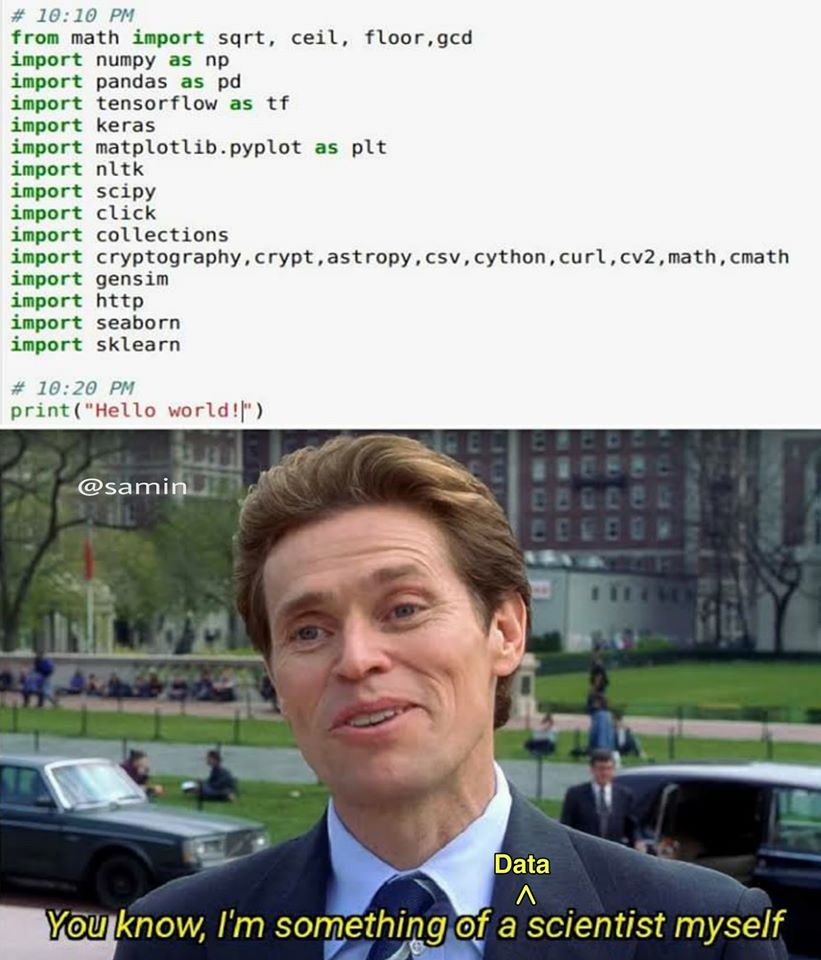 # 10:10 PM
from math import sqrt, ceil, floor,gcd
import numpy as np
import pandas as pd
import tensorflow as tf
import keras
import matplotlib.pyplot as plt
import nltk
import scipy
import click
import collections
import cryptography,crypt,astropy,csv,cython,curl,cv2,math,cmath
import gensim
import http
import seaborn
import sklearn
# 10:20 PM
print("Hello world!")
@samin
Data
^
You know, I'm something of a scientist myself